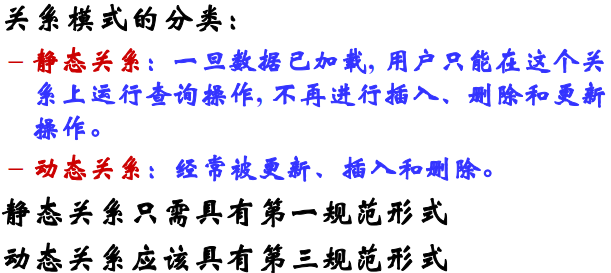 关系模式的分类：
– 静态关系：一旦数据已加载，用户只能在这个关
系上运行查询操作，不再进行插入、删除和更新
操作。
– 动态关系：经常被更新、插入和删除。
静态关系只需具有第一规范形式
动态关系应该具有第三规范形式